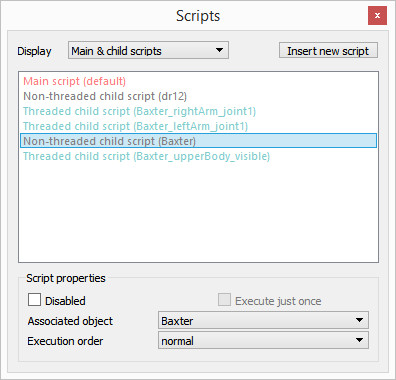 Scripts
x
Display Main & child scripts Insert new script
Main script (default)
Non-threaded child script (dr12)
Threaded child script (Baxter_rightArm_joint1)
Threaded child script (Baxter_leftArm_joint1)
Non-threaded child script (Baxter)
Threaded child script (Baxter_upperBody_visible)
Script properties
Disabled Execute just once
Associated object Baxter
Execution order normal